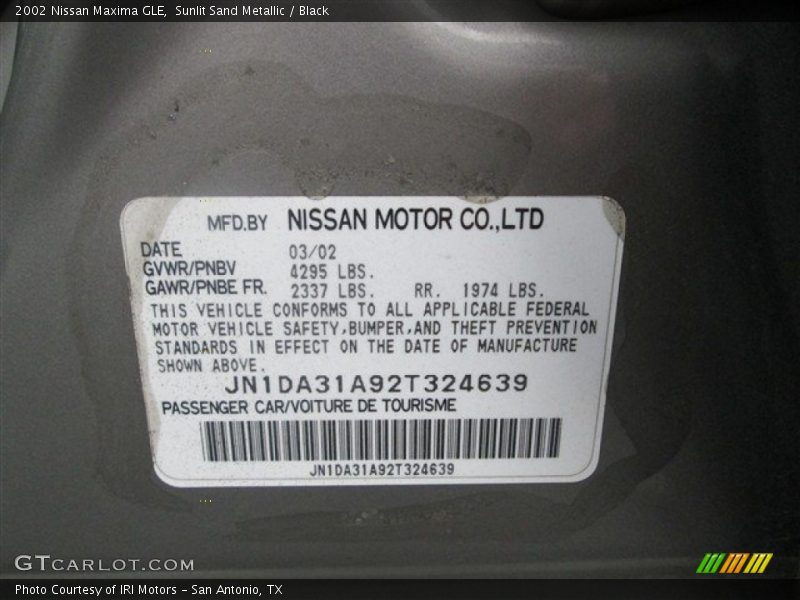 2002 Nissan Maxima GLE,  Sunlit Sand Metallic / Black
MFD.BY NISSAN MOTOR CO.,LTD
DATE 03/02
GVWR/PNBV 4295 LBS.
GAWR/PNBE FR. 2337 LBS. RR. 1974 LBS.
THIS VEHICLE CONFORMS TO ALL APPLICABLE FEDERAL
MOTOR VEHICLE SAFETY,BUMPER,AND THEFT PREVENTION
STANDARDS IN EFFECT ON THE DATE OF MANUFACTURE
SHOWN ABOVE.
JN1DA31A92T324639
PASSENGER CAR/VOITURE DE TOURISME
JN1DA31A92T324639
GTCARLOT.COM
Photo Courtesy of IRI Motors – San Antonio, TX